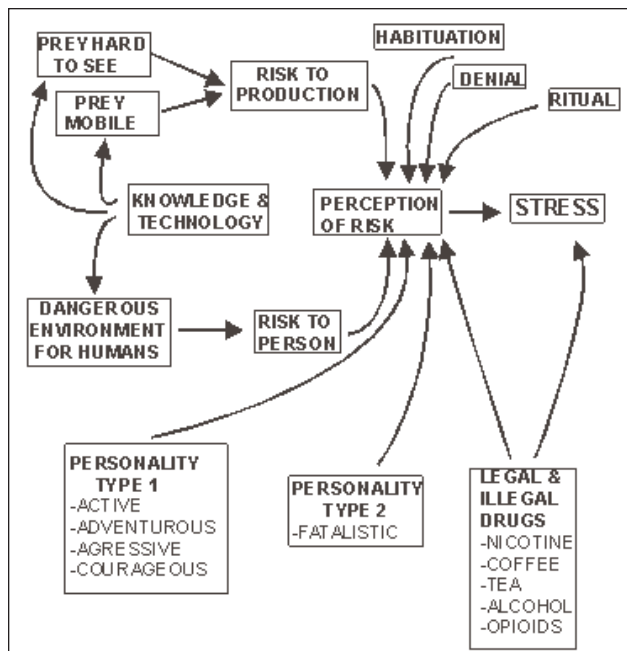 PREY HARD
TO SEE
PREY
MOBILE
RISK TO
PRODUCTION
HABITUATION
DENIAL
RITUAL
KNOWLEDGE &
TECHNOLOGY
PERCEPTION
OF RISK
STRESS
DANGEROUS
ENVIRONMENT
FOR HUMANS
RISK TO
PERSON
PERSONALITY
TYPE 1
-ACTIVE
-ADVENTUROUS
-AGRESSIVE
-COURAGEOUS
PERSONALITY
TYPE 2
-FATALISTIC
LEGAL &
ILLEGAL
DRUGS
-NICOTINE
-COFFEE
-TEA
-ALCOHOL
-OPIOIDS